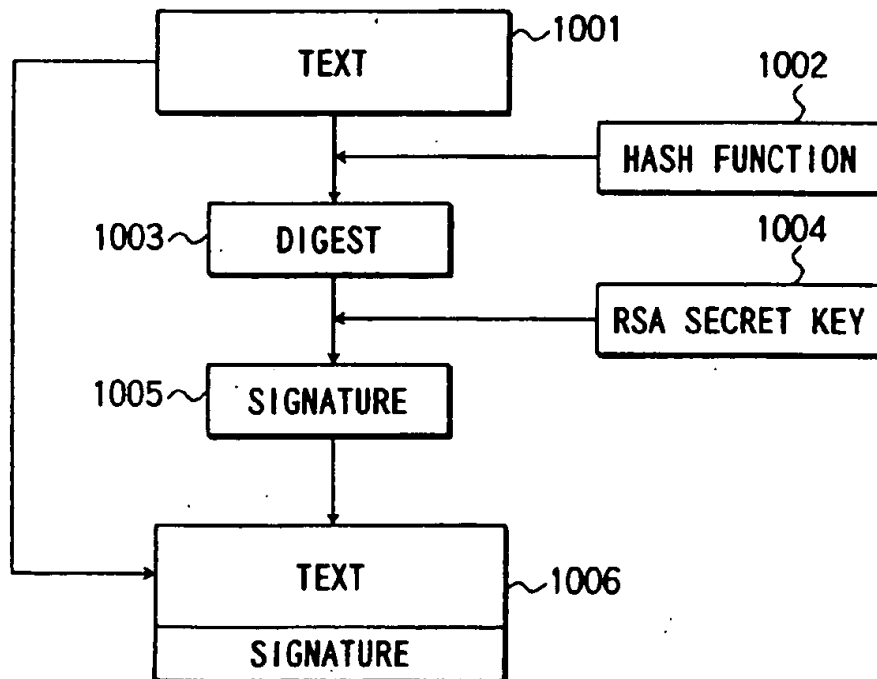 1001
TEXT
1002
HASH FUNCTION
1003
DIGEST
1004
RSA SECRET KEY
1005
SIGNATURE
TEXT
1006
SIGNATURE